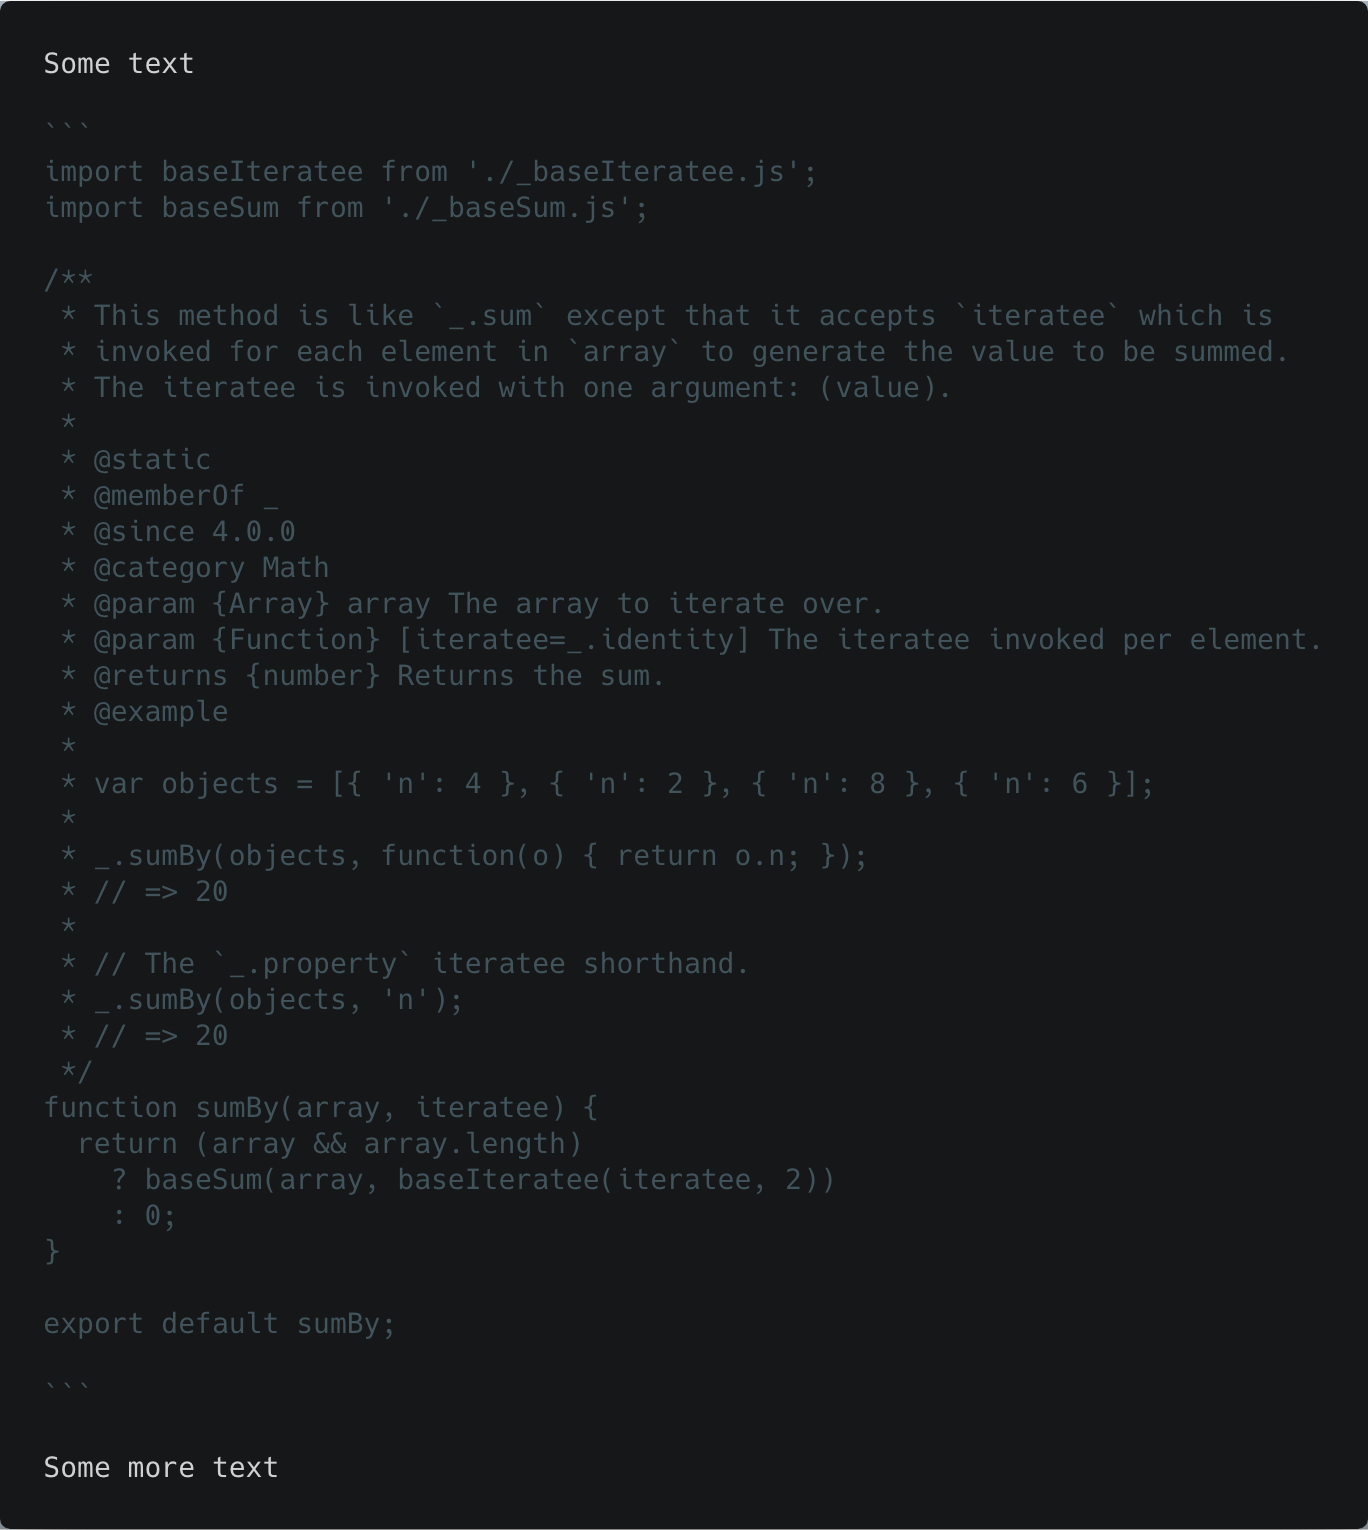 Some text

```
import baseIteratee from './_baseIteratee.js';
import baseSum from './_baseSum.js';

/**
 * This method is like `_.sum` except that it accepts `iteratee` which is
 * invoked for each element in `array` to generate the value to be summed.
 * The iteratee is invoked with one argument: (value).
 *
 * @static
 * @memberOf _
 * @since 4.0.0
 * @category Math
 * @param {Array} array The array to iterate over.
 * @param {Function} [iteratee=_.identity] The iteratee invoked per element.
 * @returns {number} Returns the sum.
 * @example
 *
 * var objects = [{ 'n': 4 }, { 'n': 2 }, { 'n': 8 }, { 'n': 6 }];
 *
 * _.sumBy(objects, function(o) { return o.n; });
 * // => 20
 *
 * // The `_.property` iteratee shorthand.
 * _.sumBy(objects, 'n');
 * // => 20
 */
function sumBy(array, iteratee) {
  return (array && array.length)
    ? baseSum(array, baseIteratee(iteratee, 2))
    : 0;
}

export default sumBy;

```

Some more text